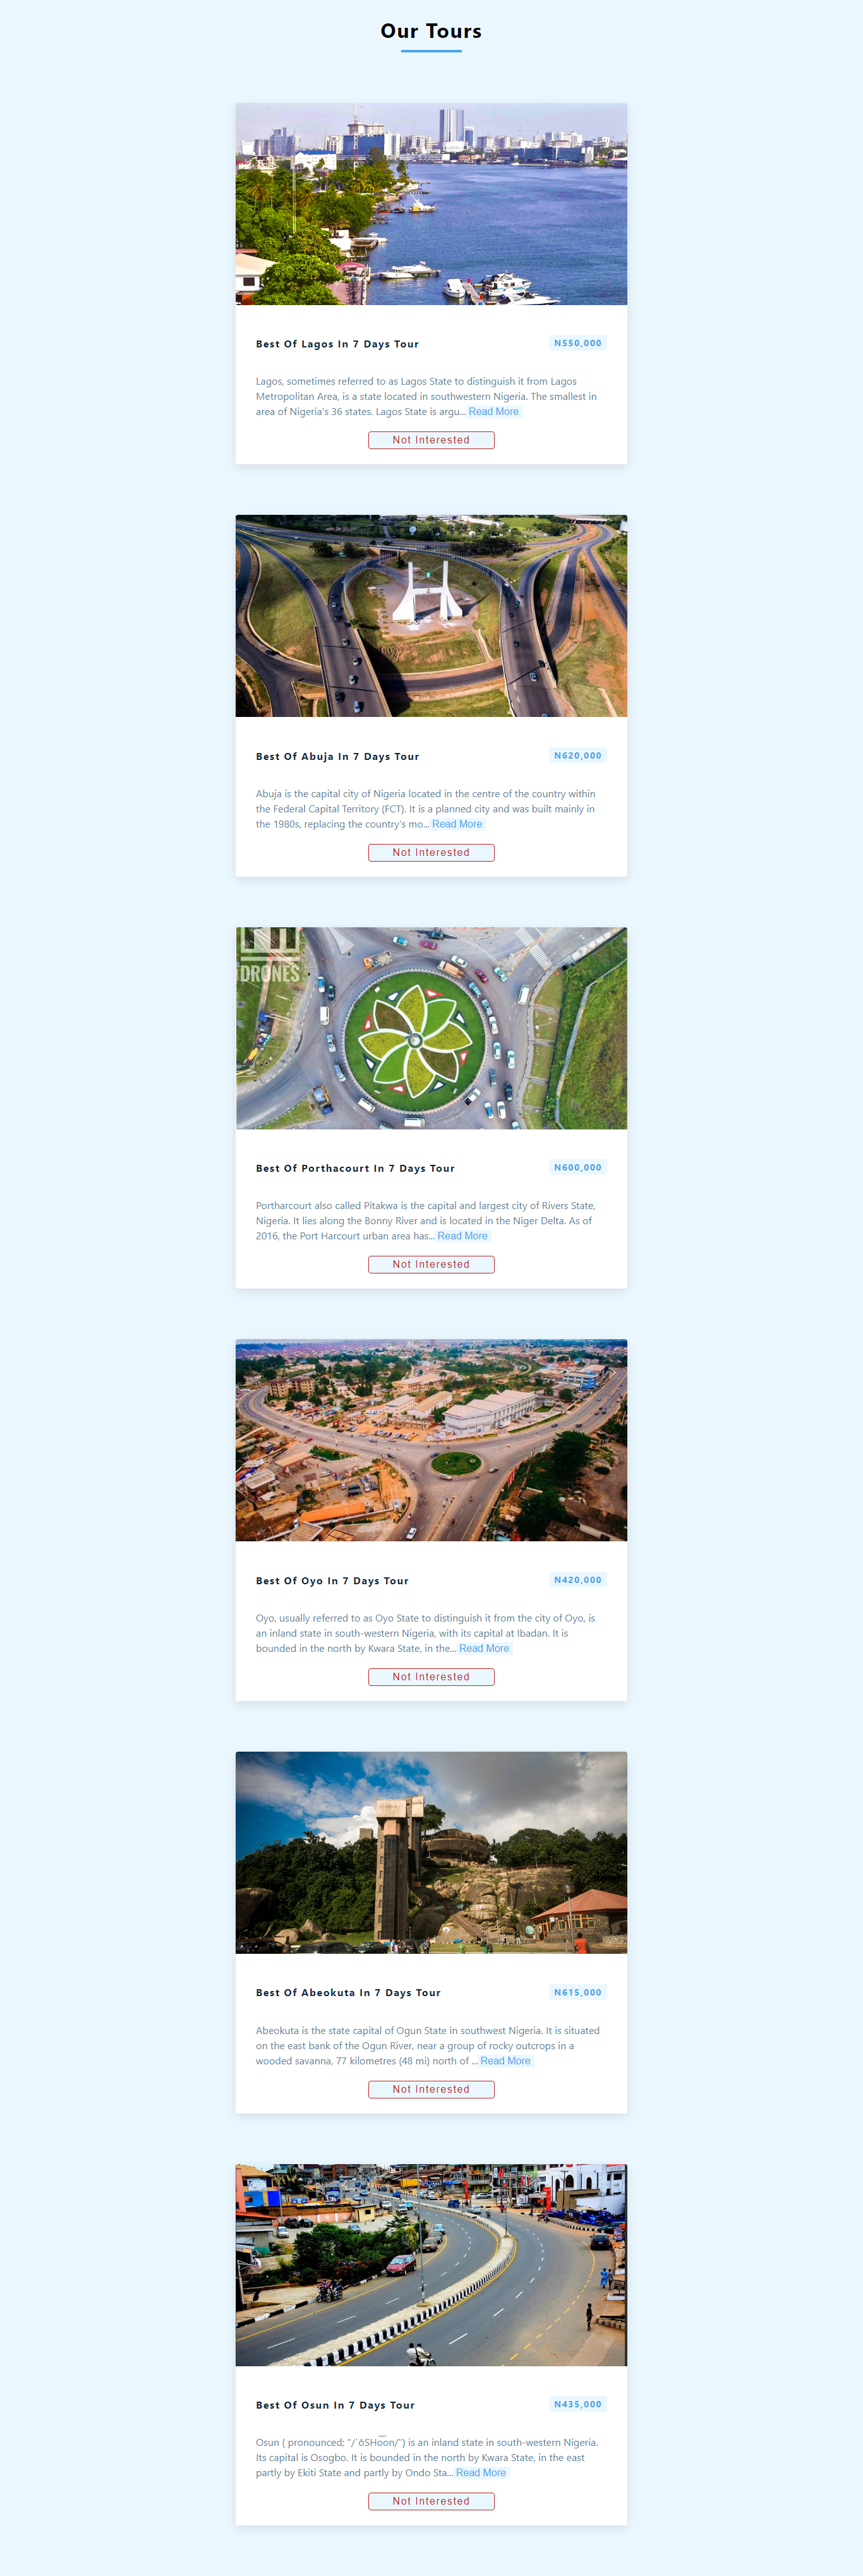 Our Tours
Best Of Lagos In 7 Days Tour
N550,000
Lagos, sometimes referred to as Lagos State to distinguish it from Lagos
Metropolitan Area, is a state located in southwestern Nigeria. The smallest in
area of Nigeria's 36 states. Lagos State is argu... Read More
Not Interested
Best Of Abuja In 7 Days Tour
N620,000
Abuja is the capital city of Nigeria located in the centre of the country within
the Federal Capital Territory (FCT). It is a planned city and was built mainly in
the 1980s, replacing the country's mo... Read More
Not Interested
DRONES
Best Of Porthacourt In 7 Days Tour
N600,000
Portharcourt also called Pitakwa is the capital and largest city of Rivers State,
Nigeria. It lies along the Bonny River and is located in the Niger Delta. As of
2016, the Port Harcourt urban area has... Read More
Not Interested
Best Of Oyo In 7 Days Tour
N420,000
Oyo, usually referred to as Oyo State to distinguish it from the city of Oyo, is
an inland state in south-western Nigeria, with its capital at Ibadan. It is
bounded in the north by Kwara State, in the... Read More
Not Interested
Best Of Abeokuta In 7 Days Tour
N615,000
Abeokuta is the state capital of Ogun State in southwest Nigeria. It is situated
on the east bank of the Ogun River, near a group of rocky outcrops in a
wooded savanna, 77 kilometres (48 mi) north of ... Read More
Not Interested
Best Of Osun In 7 Days Tour
N435,000
Osun ( pronounced; "/ˈōSHo͞on/") is an inland state in south-western Nigeria.
Its capital is Osogbo. It is bounded in the north by Kwara State, in the east
partly by Ekiti State and partly by Ondo Sta... Read More
Not Interested